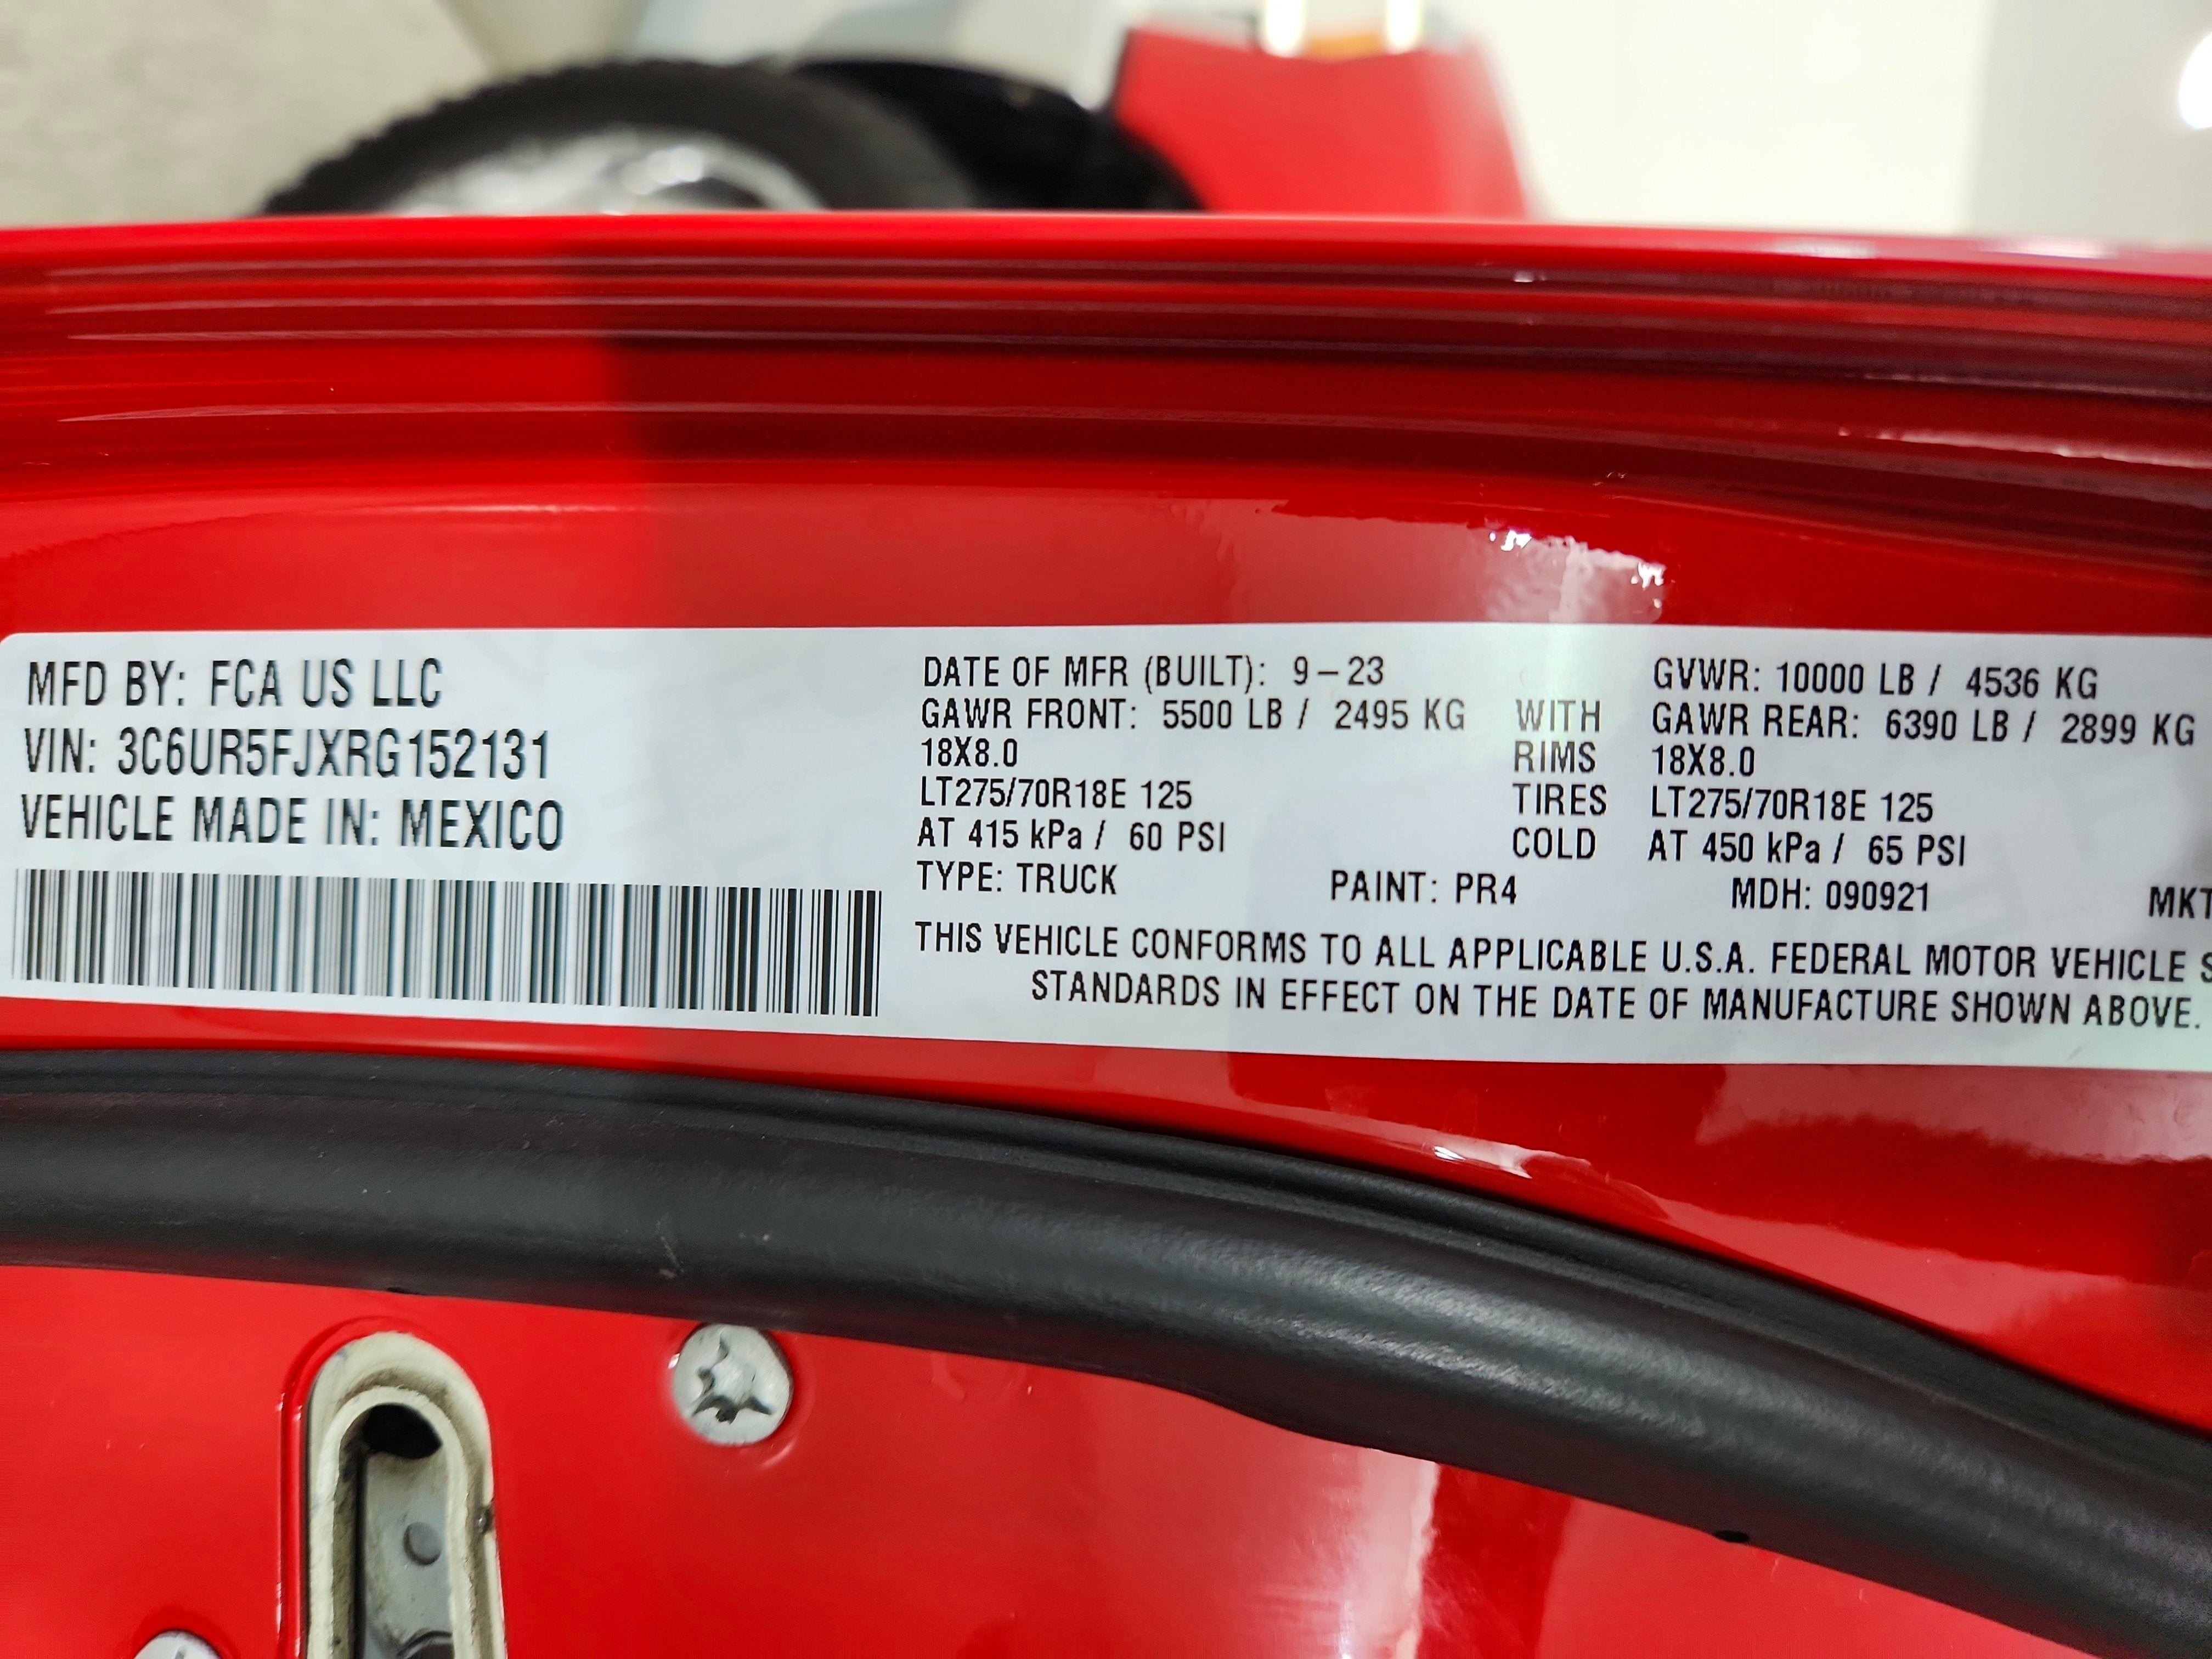 MFD BY: FCA US LLC
VIN: 3C6UR5FJXRG152131
VEHICLE MADE IN: MEXICO
DATE OF MFR (BUILT): 9-23 GVWR: 10000 LB / 4536 KG
GAWR FRONT: 5500 LB / 2495 KG WITH GAWR REAR: 6390 LB / 2899 KG
18X8.0 RIMS 18X8.0
LT275/70R18E 125 TIRES LT275/70R18E 125
AT 415 kPa / 60 PSI COLD AT 450 kPa / 65 PSI
TYPE: TRUCK PAINT: PR4 MDH: 090921 MKT
THIS VEHICLE CONFORMS TO ALL APPLICABLE U.S.A. FEDERAL MOTOR VEHICLE S
STANDARDS IN EFFECT ON THE DATE OF MANUFACTURE SHOWN ABOVE.